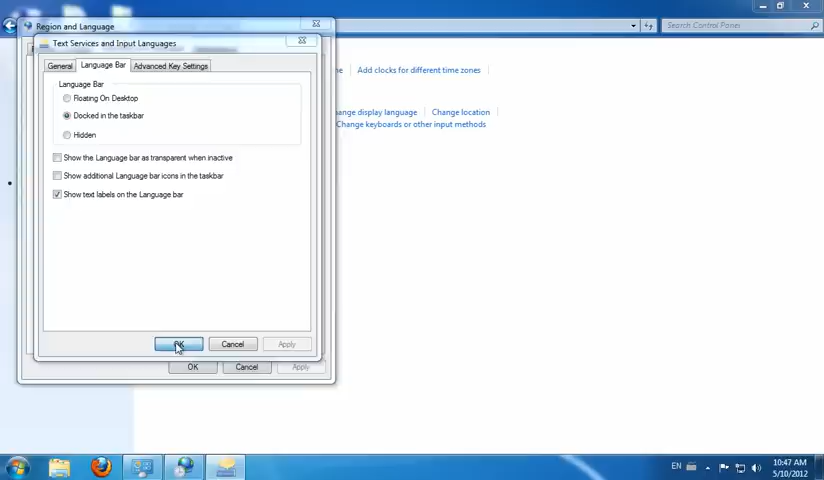 Region and Language
Search Control Panel
Text Services and Input Languages
General
Language Bar
Advanced Key Settings
Add clocks for different time zones
Language Bar
Floating On Desktop
Docked in the taskbar
Hidden
display language
Change location
Change keyboards or other input methods
Show the Language bar as transparent when inactive
Show additional Language bar icons in the taskbar
Show text labels on the Language bar
OK
Cancel
Apply
OK
Cancel
Apply
EN
10:47 AM
5/10/2012